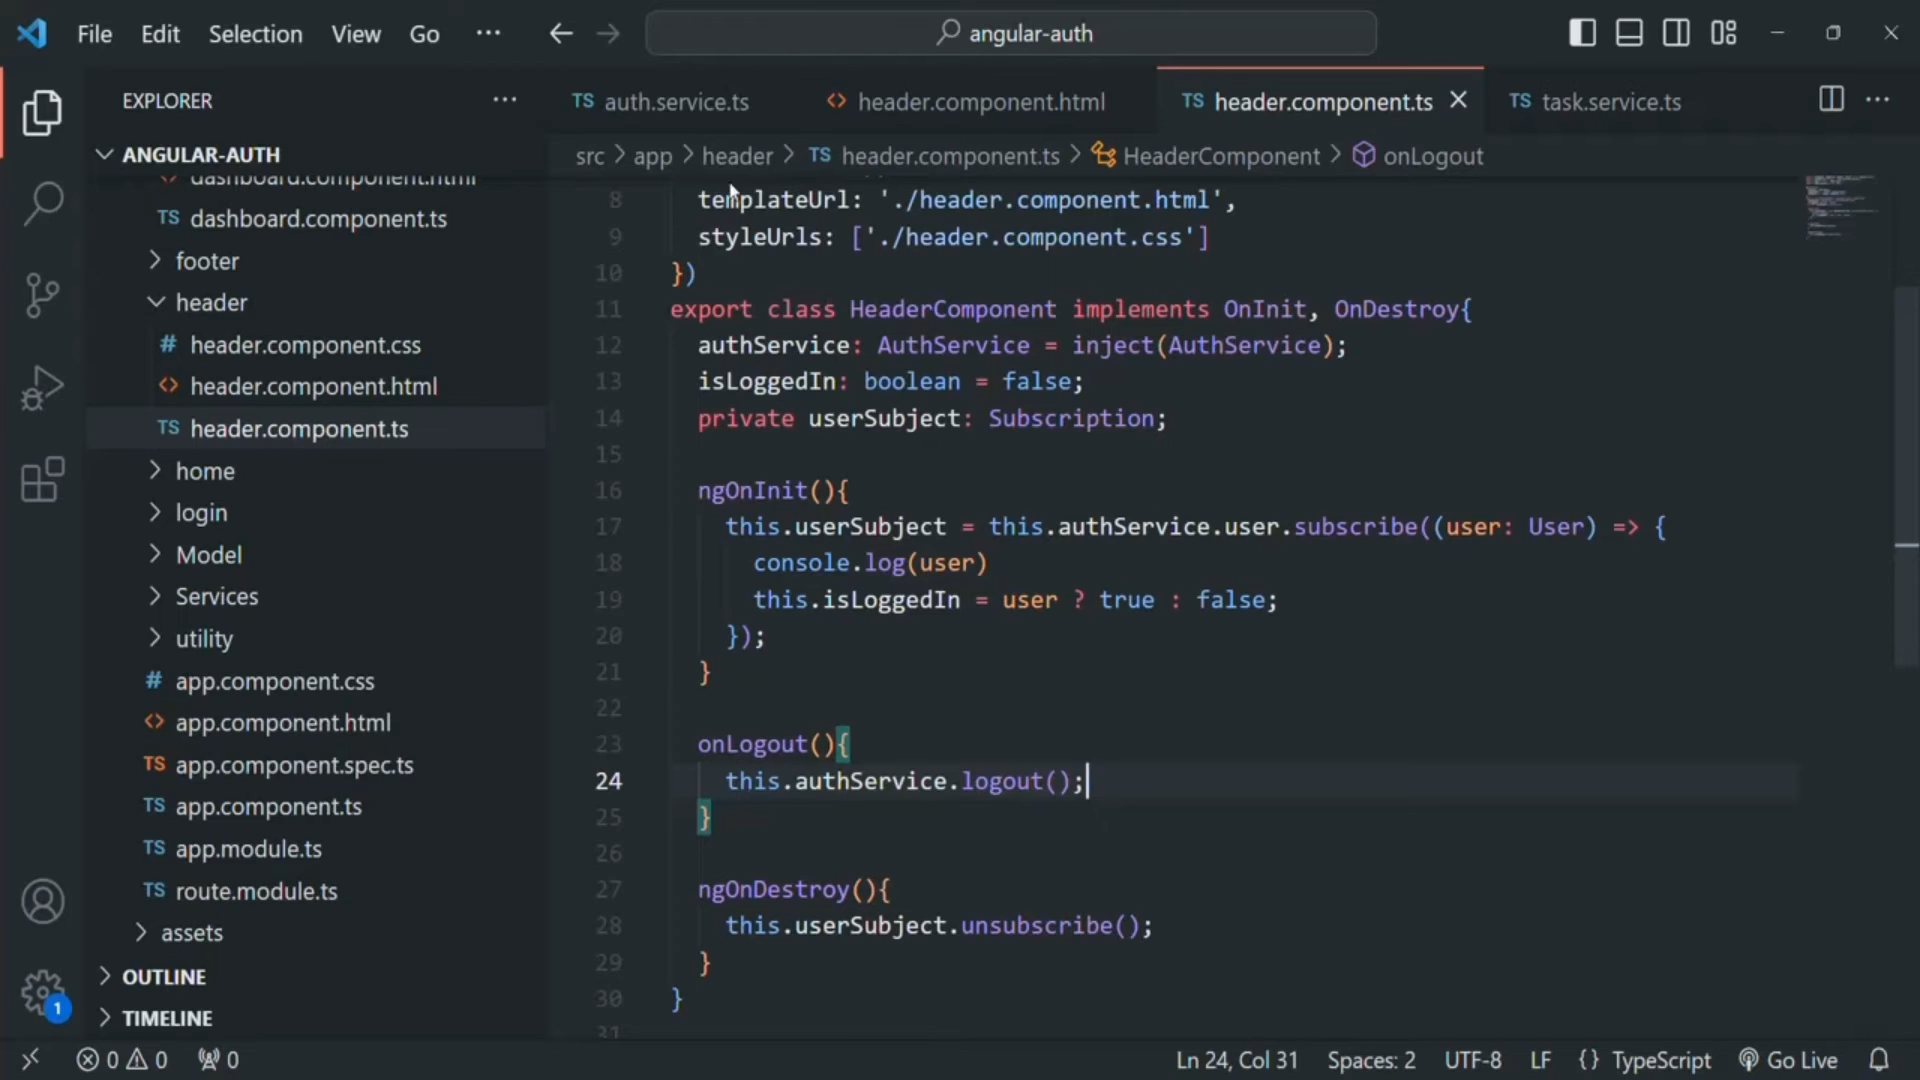 File Edit Selection View Go ··· angular-auth
EXPLORER ···
ANGULAR-AUTH
dashboard.component.html
TS dashboard.component.ts
footer
header
# header.component.css
<> header.component.html
TS header.component.ts
home
login
Model
Services
utility
# app.component.css
<> app.component.html
TS app.component.spec.ts
TS app.component.ts
TS app.module.ts
TS route.module.ts
assets
OUTLINE
TIMELINE
1
TS auth.service.ts <> header.component.html TS header.component.ts TS task.service.ts ···
src > app > header > TS header.component.ts > HeaderComponent > onLogout
8 templateUrl: './header.component.html',
9 styleUrls: ['./header.component.css']
10 })
11 export class HeaderComponent implements OnInit, OnDestroy{
12 authService: AuthService = inject(AuthService);
13 isLoggedIn: boolean = false;
14 private userSubject: Subscription;
15
16 ngOnInit(){
17 this.userSubject = this.authService.user.subscribe((user: User) => {
18 console.log(user)
19 this.isLoggedIn = user ? true : false;
20 });
21 }
22
23 onLogout(){
24 this.authService.logout();
25 }
26
27 ngOnDestroy(){
28 this.userSubject.unsubscribe();
29 }
30 }
31
0 0 0 Ln 24, Col 31 Spaces: 2 UTF-8 LF {} TypeScript Go Live